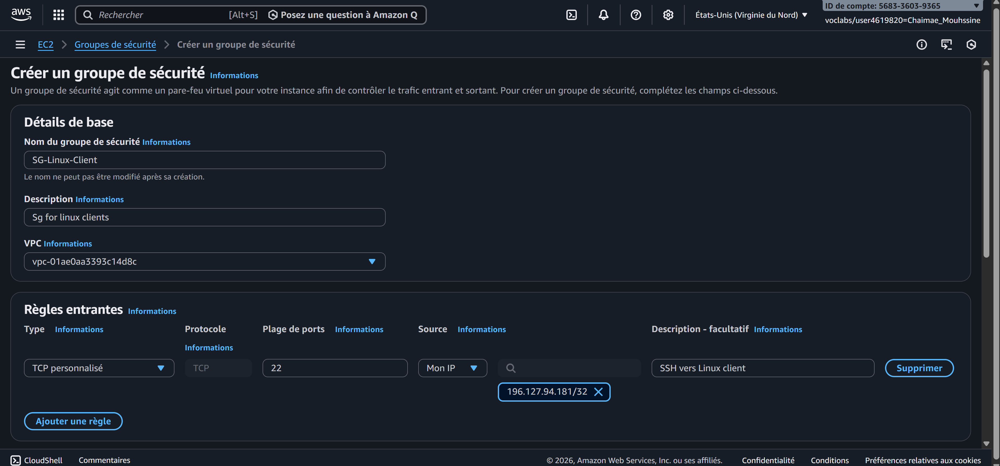 aws
Rechercher [Alt+S] Posez une question à Amazon Q
États-Unis (Virginie du Nord)
ID de compte: 5683-3603-9365
voclabs/user4619820=Chaimae_Mouhssine
EC2 Groupes de sécurité Créer un groupe de sécurité
Créer un groupe de sécurité Informations
Un groupe de sécurité agit comme un pare-feu virtuel pour votre instance afin de contrôler le trafic entrant et sortant. Pour créer un groupe de sécurité, complétez les champs ci-dessous.
Détails de base
Nom du groupe de sécurité Informations
SG-Linux-Client
Le nom ne peut pas être modifié après sa création.
Description Informations
Sg for linux clients
VPC Informations
vpc-01ae0aa3393c14d8c
Règles entrantes Informations
Type Informations Protocole Plage de ports Informations Source Informations Description - facultatif Informations
Informations
TCP personnalisé TCP 22 Mon IP SSH vers Linux client Supprimer
196.127.94.181/32
Ajouter une règle
CloudShell Commentaires © 2026, Amazon Web Services, Inc. ou ses affiliés. Confidentialité Conditions Préférences relatives aux cookies